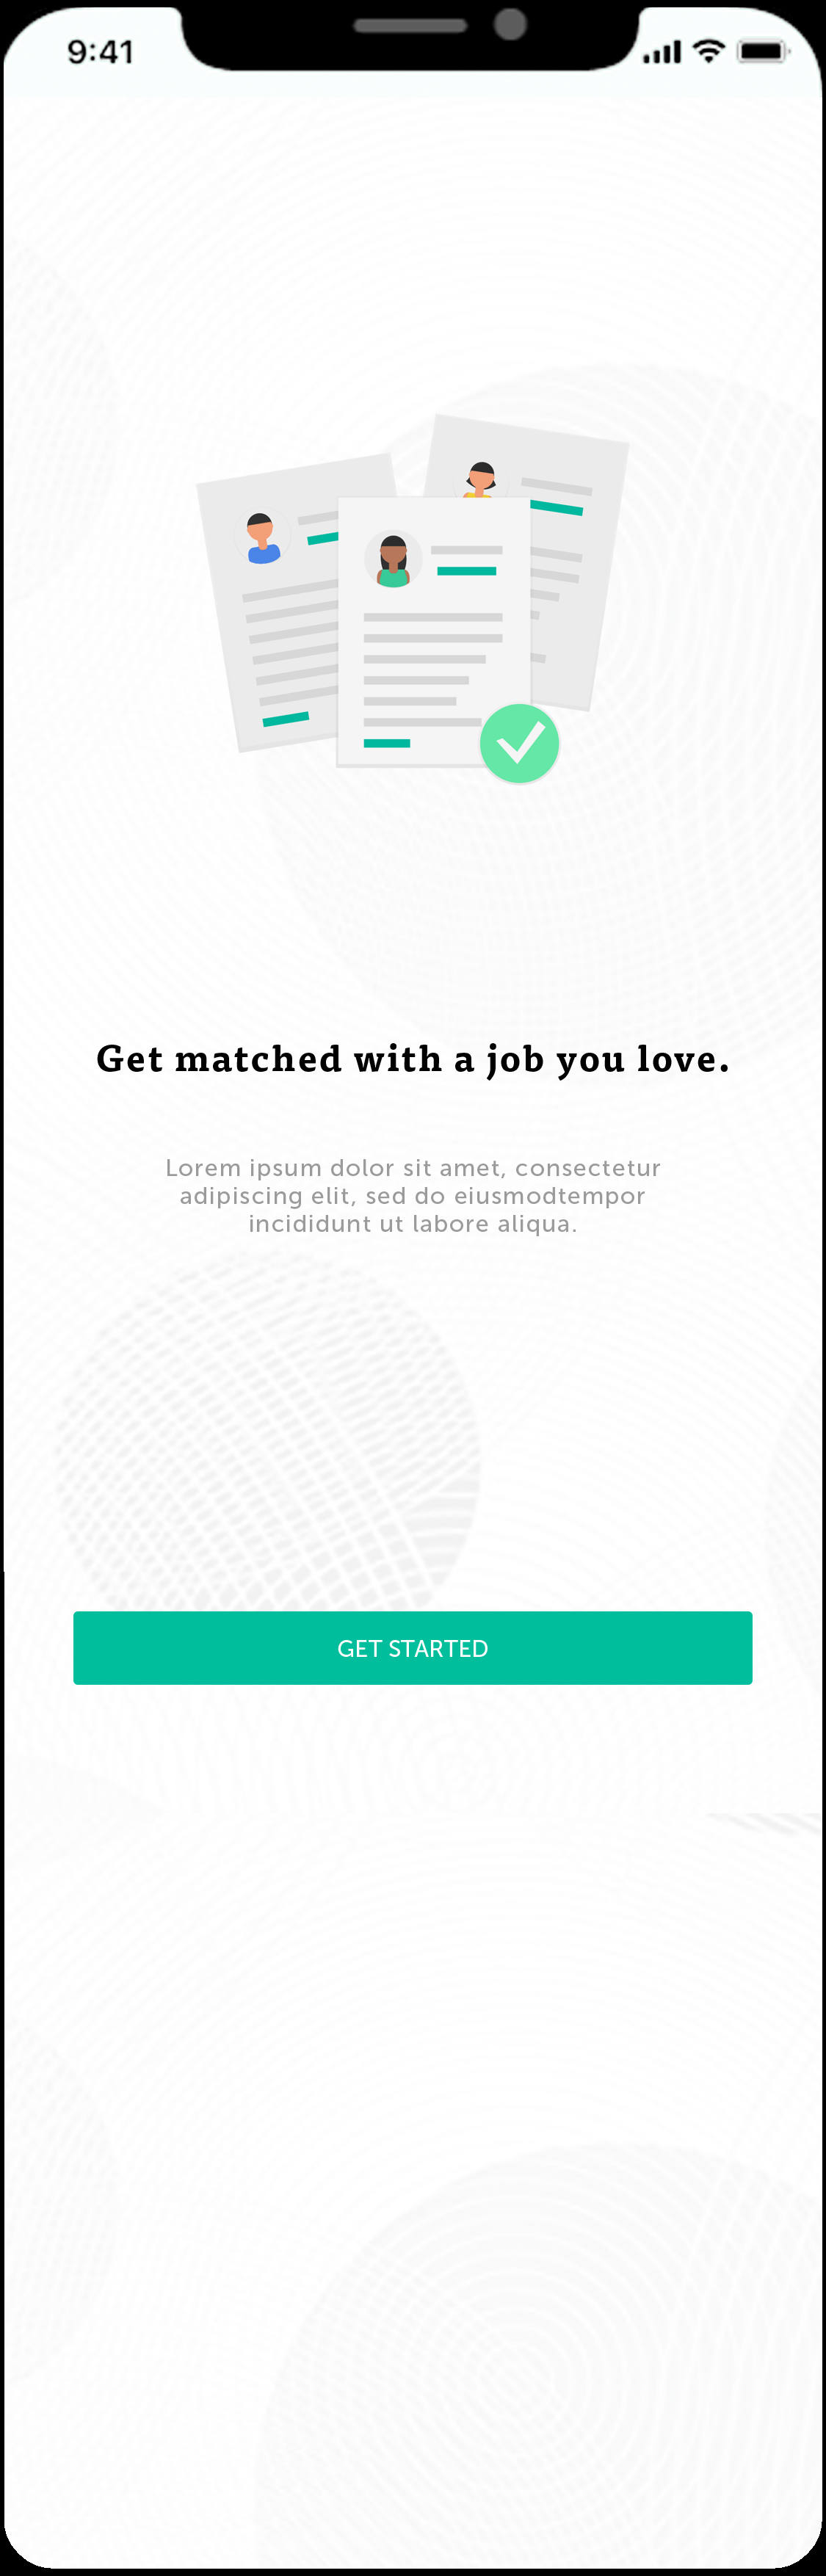 9:41
Get matched with a job you love.
Lorem ipsum dolor sit amet, consectetur
adipiscing elit, sed do eiusmodtempor
incididunt ut labore aliqua.
GET STARTED